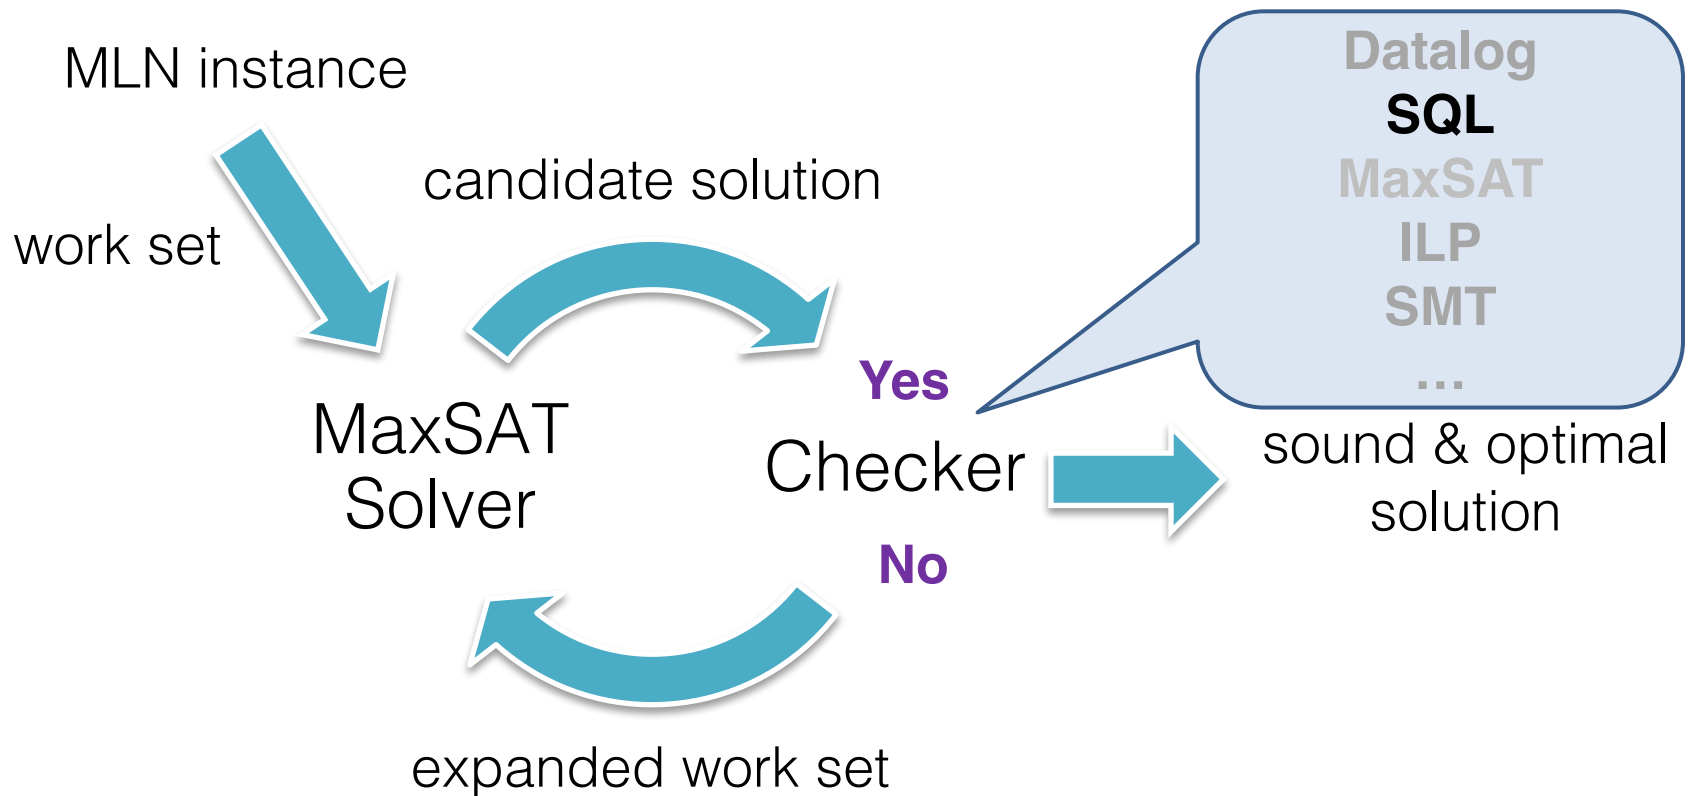 MLN instance
work set
candidate solution
Datalog
SQL
MaxSAT
ILP
SMT
...
MaxSAT
Solver
Yes
Checker
No
sound & optimal
solution
expanded work set